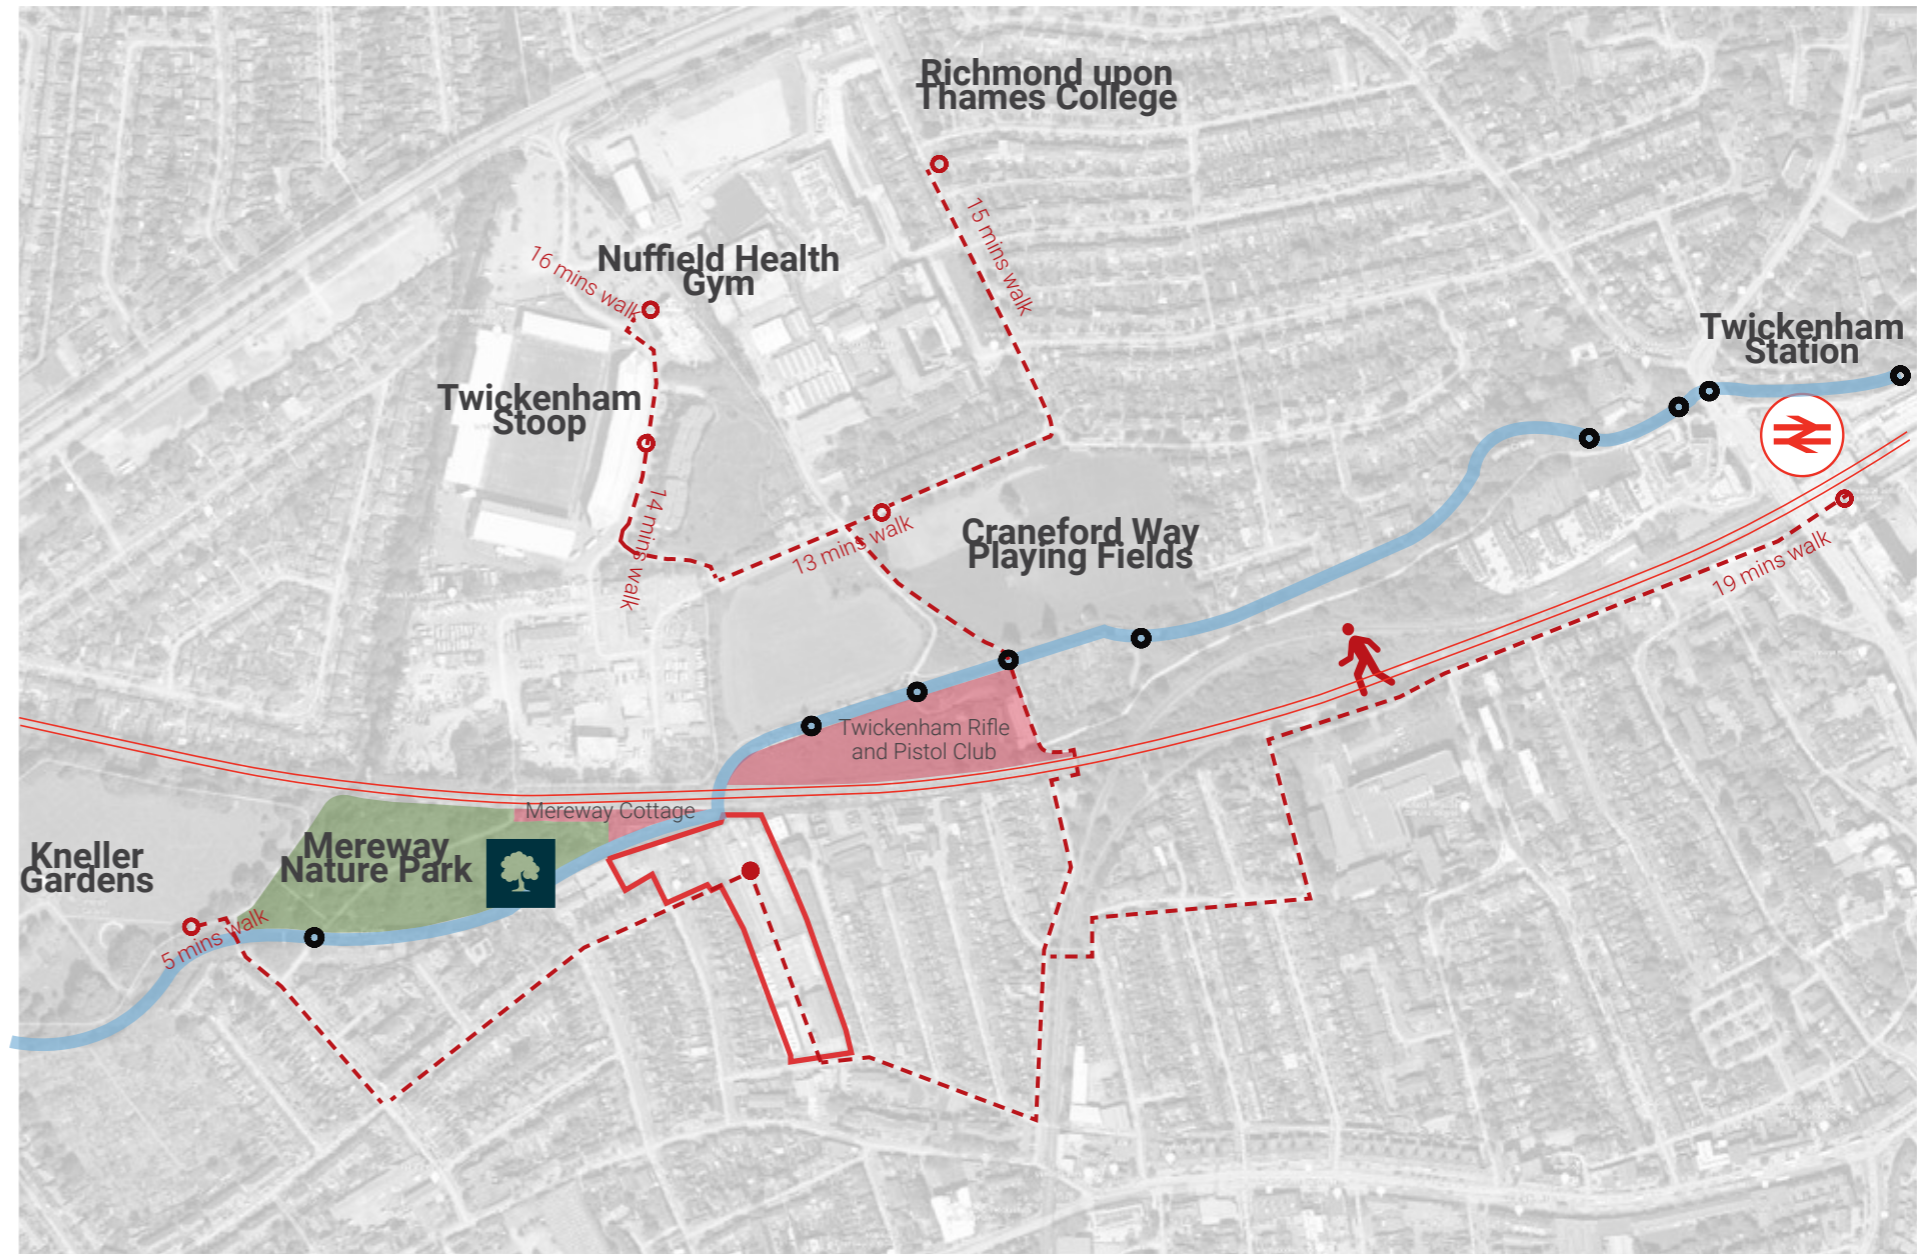 Richmond upon
Thames College
15 mins walk
Nuffield Health
Gym
16 mins walk
Twickenham
Station
Twickenham
Stoop
14 mins walk
13 mins walk
Craneford Way
Playing Fields
19 mins walk
Twickenham Rifle
and Pistol Club
Mereway Cottage
Kneller
Gardens
Mereway
Nature Park
5 mins walk